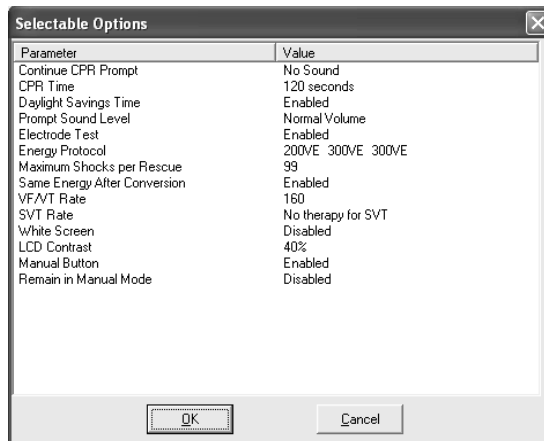 Selectable Options
Parameter Value
Continue CPR Prompt No Sound
CPR Time 120 seconds
Daylight Savings Time Enabled
Prompt Sound Level Normal Volume
Electrode Test Enabled
Energy Protocol 200VE 300VE 300VE
Maximum Shocks per Rescue 99
Same Energy After Conversion Enabled
VF/VT Rate 160
SVT Rate No therapy for SVT
White Screen Disabled
LCD Contrast 40%
Manual Button Enabled
Remain in Manual Mode Disabled
OK Cancel